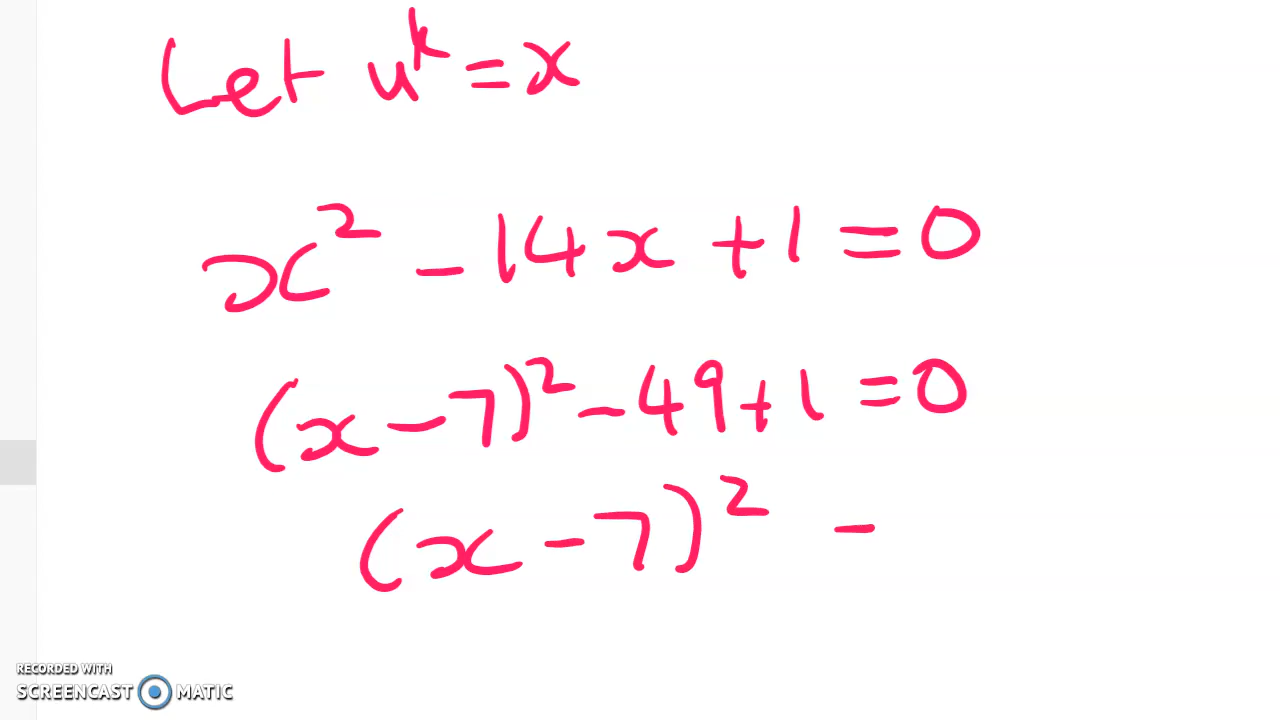 Let u^k = x
x² - 14x + 1 = 0
(x - 7)² - 49 + 1 = 0
(x - 7)² -
RECORDED WITH
SCREENCAST MATIC